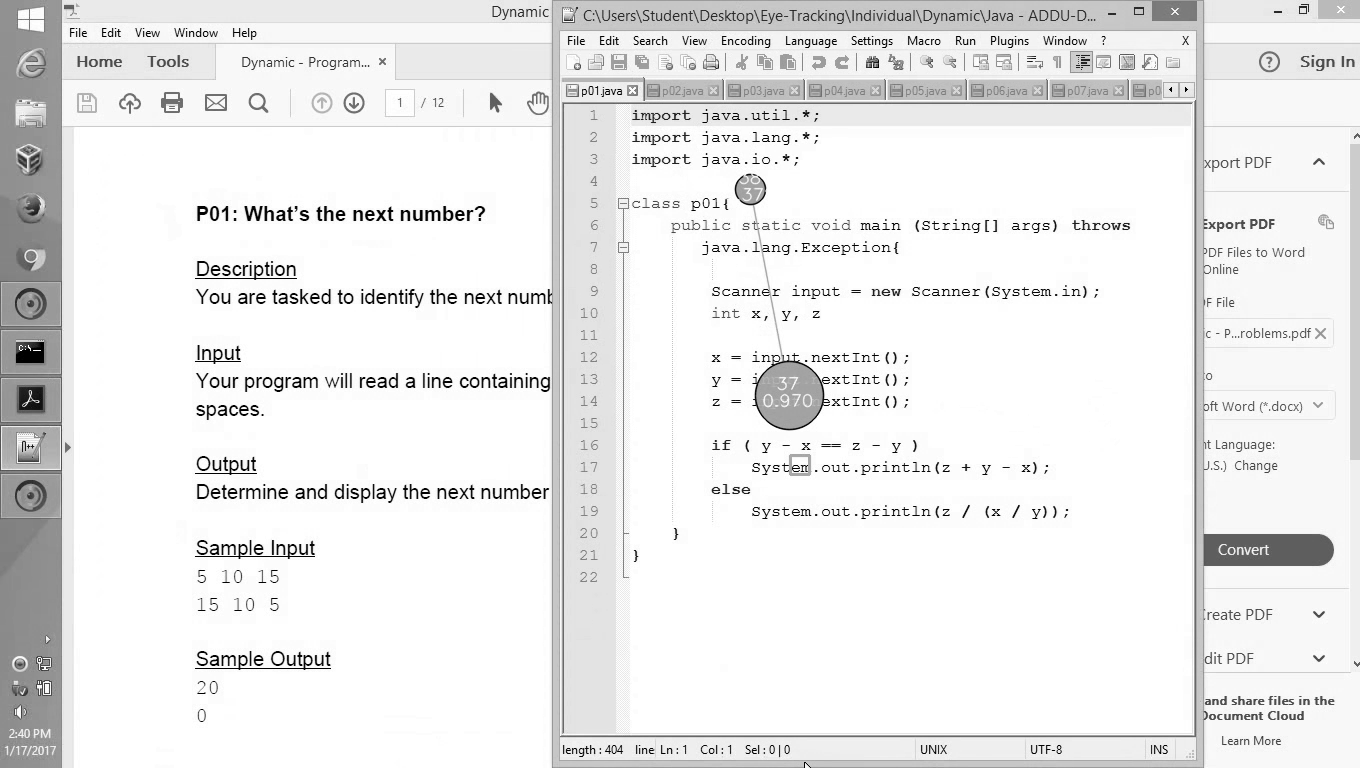 Dynamic
File Edit View Window Help
Home Tools Dynamic - Program... ×
1 / 12
P01: What's the next number?
Description
You are tasked to identify the next numb
Input
Your program will read a line containing
spaces.
Output
Determine and display the next number
Sample Input
5 10 15
15 10 5
Sample Output
20
0
2:40 PM
1/17/2017
C:\Users\Student\Desktop\Eye-Tracking\Individual\Dynamic\Java - ADDU-D...
File Edit Search View Encoding Language Settings Macro Run Plugins Window ? X
p01.java p02.java p03.java p04.java p05.java p06.java p07.java p0
1 import java.util.*;
2 import java.lang.*;
3 import java.io.*;
4
5 class p01{
6 public static void main (String[] args) throws
7 java.lang.Exception{
8
9 Scanner input = new Scanner(System.in);
10 int x, y, z
11
12 x = input.nextInt();
13 y = i extInt();
14 z = i extInt();
15
16 if ( y - x == z - y )
17 System.out.println(z + y - x);
18 else
19 System.out.println(z / (x / y));
20 }
21 }
22
37
37
0.970
length : 404 line Ln : 1 Col : 1 Sel : 0 | 0 UNIX UTF-8 INS
Sign In
xport PDF
Export PDF
PDF Files to Word
Online
DF File
c - P...roblems.pdf
to
oft Word (*.docx)
nt Language:
U.S.) Change
Convert
Create PDF
dit PDF
and share files in the
Document Cloud
Learn More